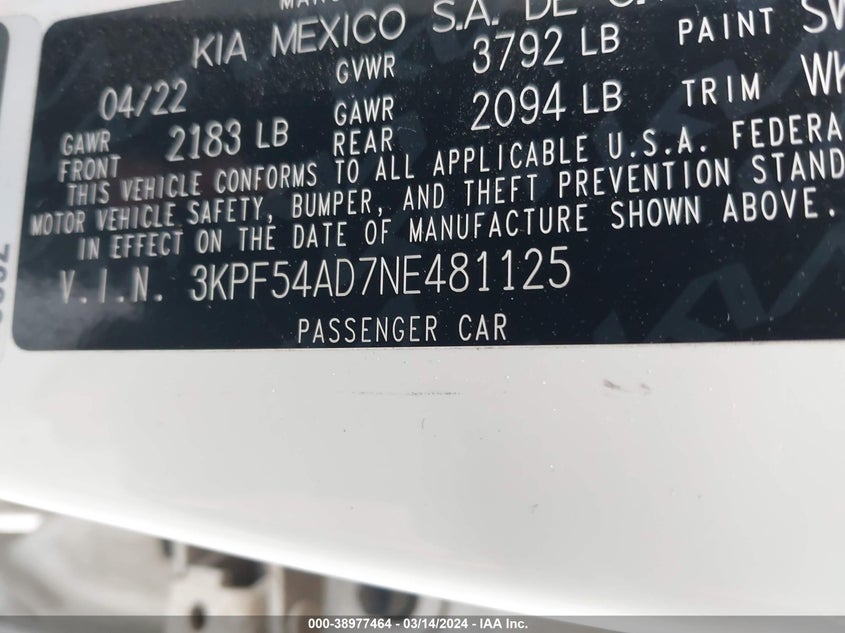 KIA MEXICO S.A. DE C.
04/22 GVWR 3792 LB PAINT
GAWR FRONT 2183 LB GAWR REAR 2094 LB TRIM
THIS VEHICLE CONFORMS TO ALL APPLICABLE U.S.A. FEDERA
MOTOR VEHICLE SAFETY, BUMPER, AND THEFT PREVENTION STAND
IN EFFECT ON THE DATE OF MANUFACTURE SHOWN ABOVE.
V.I.N. 3KPF54AD7NE481125
PASSENGER CAR
000-38977464 - 03/14/2024 - IAA Inc.